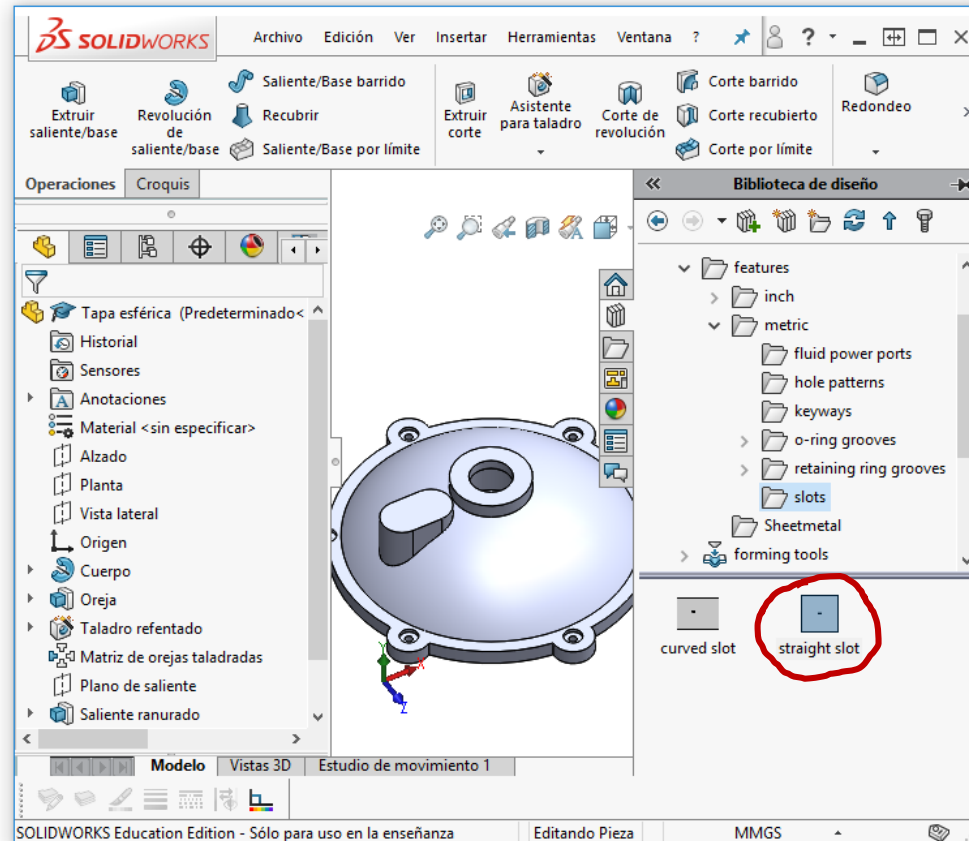 SOLIDWORKS Archivo Edición Ver Insertar Herramientas Ventana ?
Extruir saliente/base
Revolución de saliente/base
Saliente/Base barrido
Recubrir
Saliente/Base por límite
Extruir corte
Asistente para taladro
Corte de revolución
Corte barrido
Corte recubierto
Corte por límite
Redondeo
Operaciones Croquis
Tapa esférica (Predeterminado<
Historial
Sensores
Anotaciones
Material <sin especificar>
Alzado
Planta
Vista lateral
Origen
Cuerpo
Oreja
Taladro refentado
Matriz de orejas taladradas
Plano de saliente
Saliente ranurado
Y
X
Z
Biblioteca de diseño
features
inch
metric
fluid power ports
hole patterns
keyways
o-ring grooves
retaining ring grooves
slots
Sheetmetal
forming tools
curved slot
straight slot
Modelo Vistas 3D Estudio de movimiento 1
SOLIDWORKS Education Edition - Sólo para uso en la enseñanza Editando Pieza MMGS